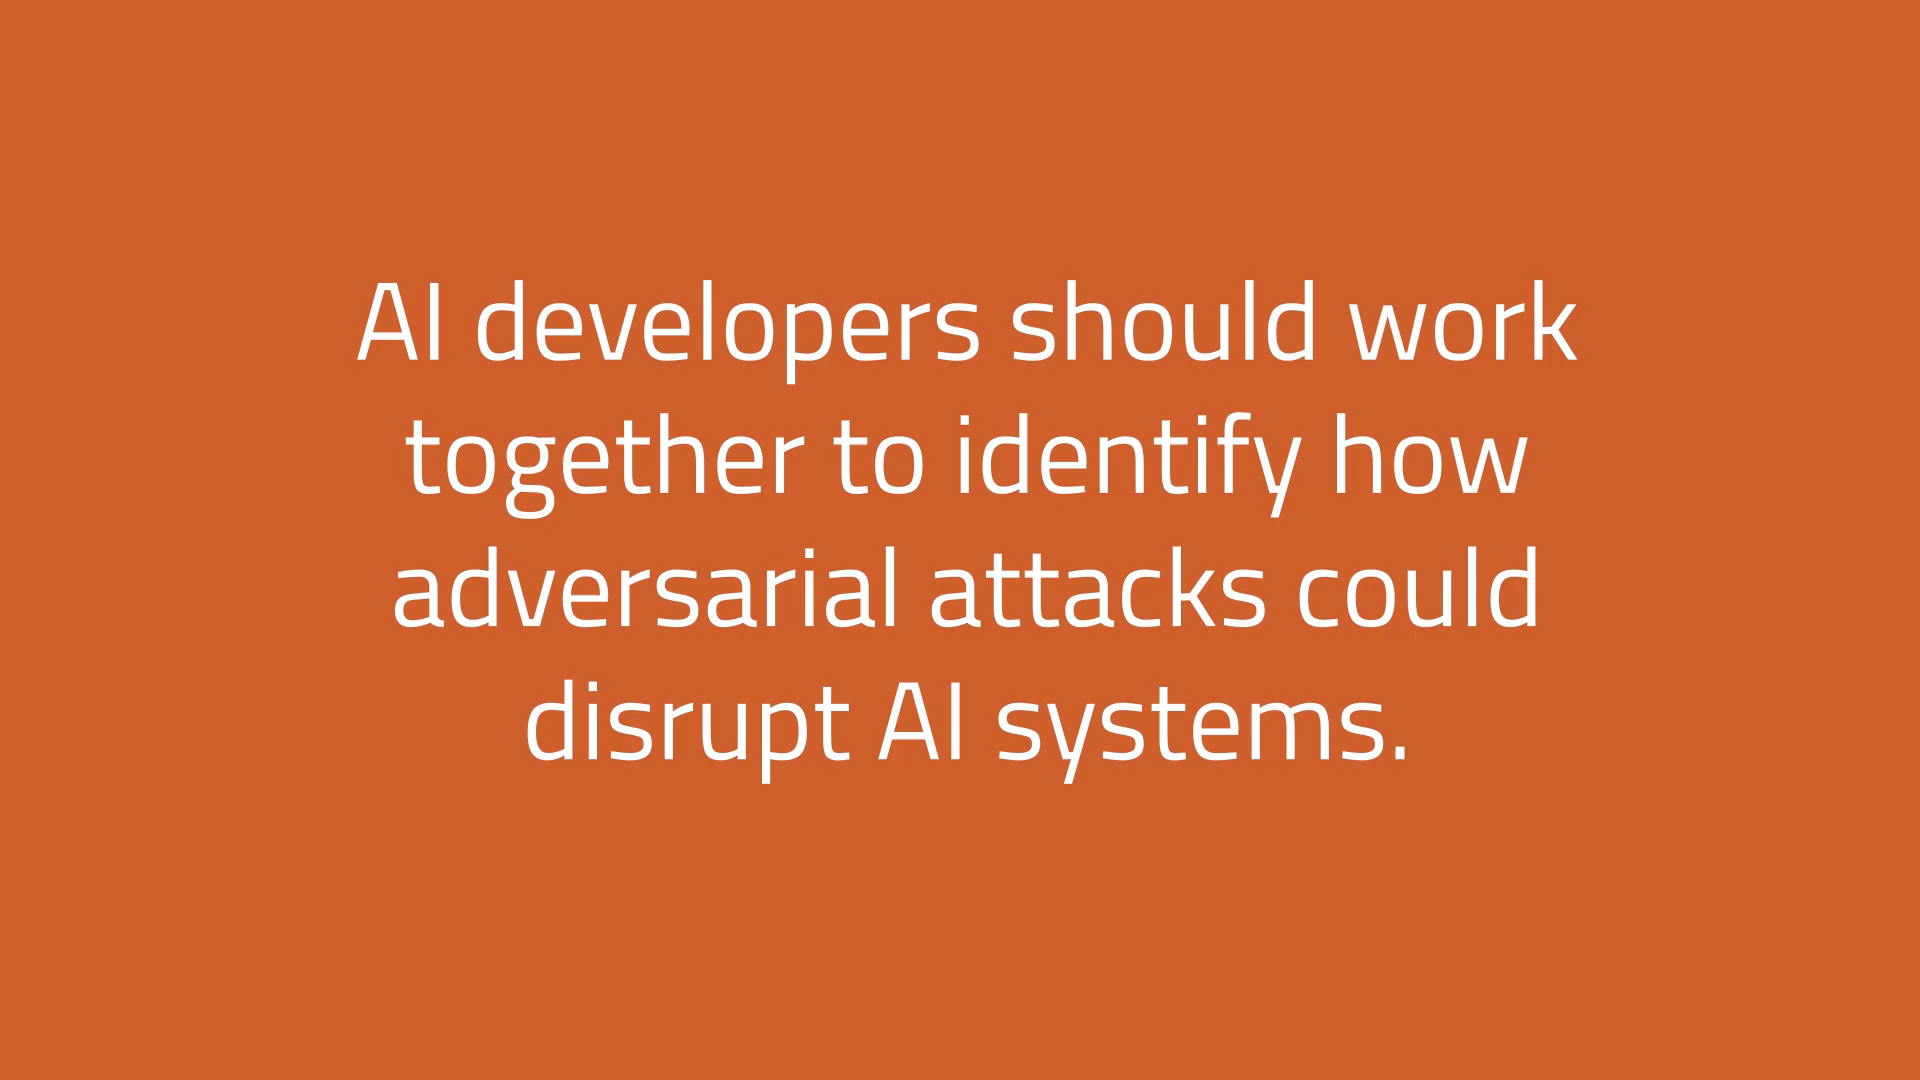 AI developers should work
together to identify how
adversarial attacks could
disrupt AI systems.